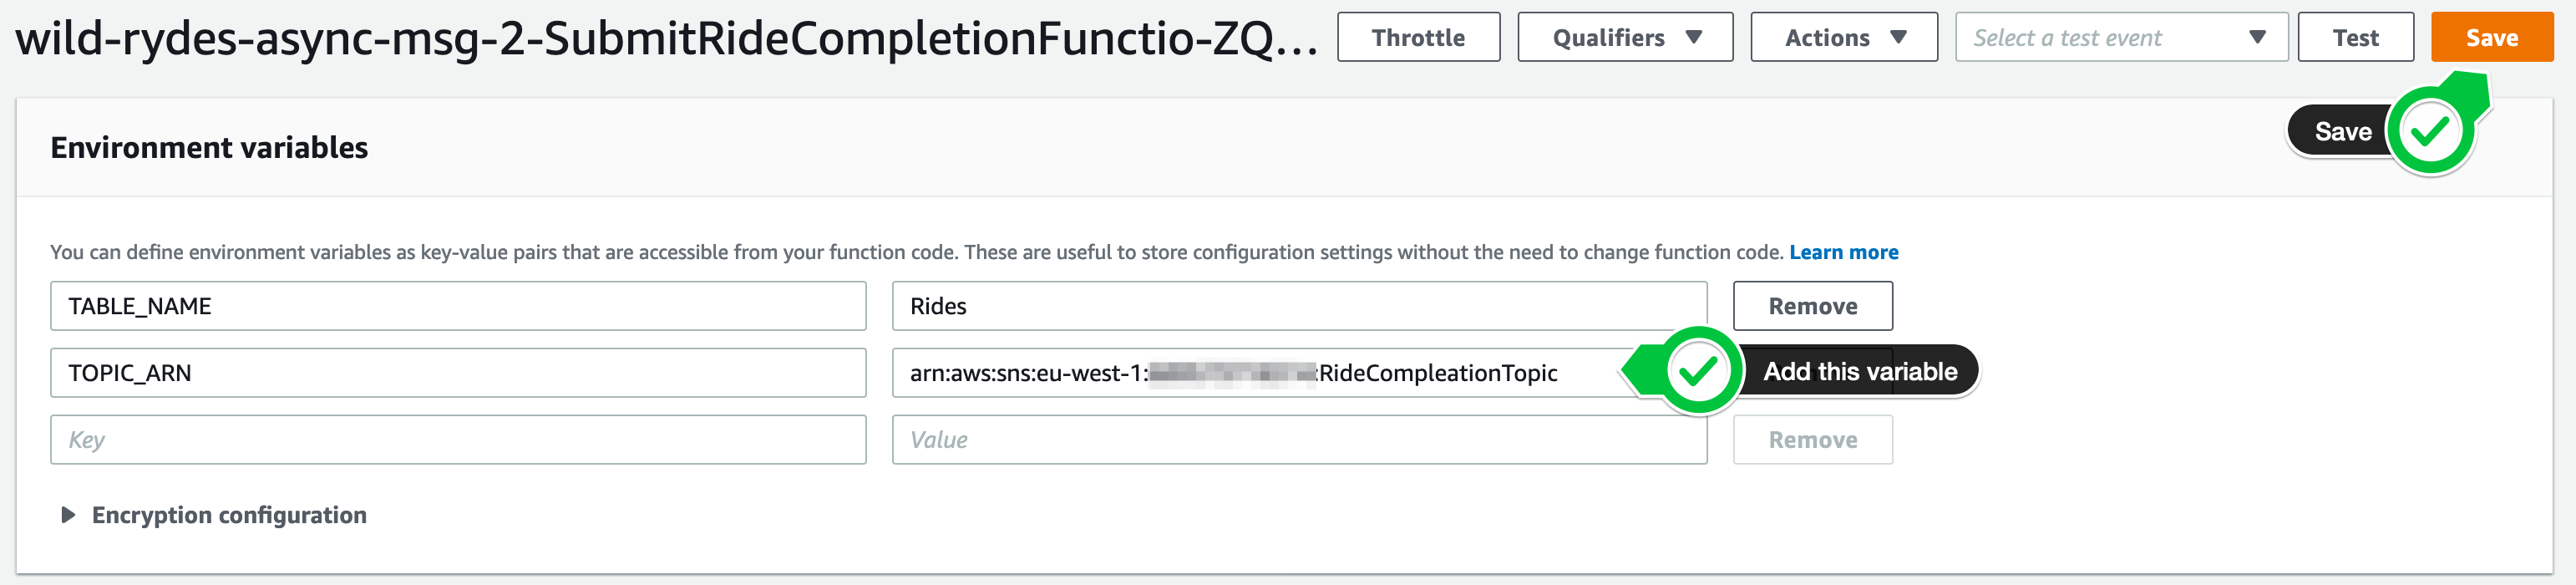 wild-rydes-async-msg-2-SubmitRideCompletionFunctio-ZQ... Throttle Qualifiers Actions Select a test event Test Save
Save
Environment variables
You can define environment variables as key-value pairs that are accessible from your function code. These are useful to store configuration settings without the need to change function code. Learn more
TABLE_NAME Rides Remove
TOPIC_ARN arn:aws:sns:eu-west-1: :RideCompleationTopic Add this variable
Key Value Remove
Encryption configuration